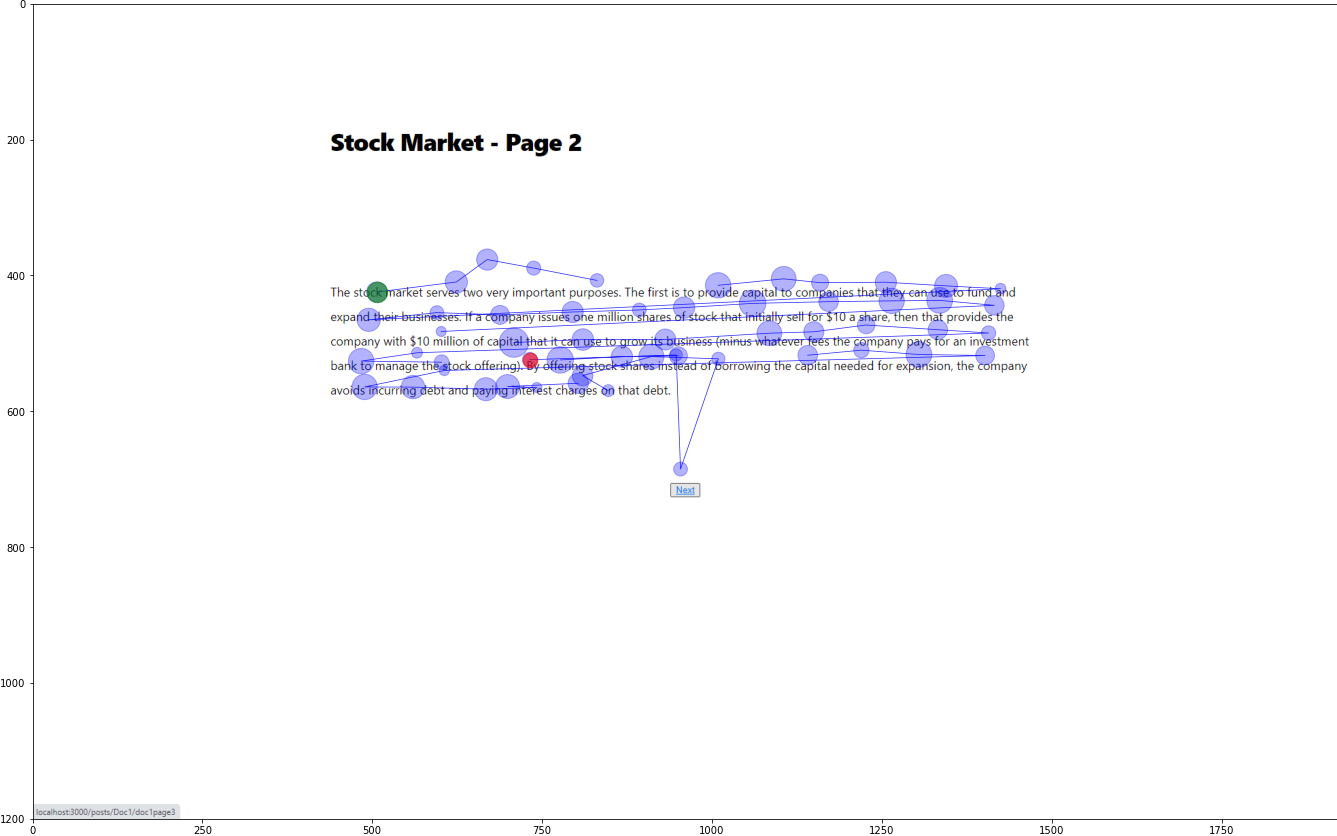 0
200
Stock Market - Page 2
400
The stock market serves two very important purposes. The first is to provide capital to companies that they can use to fund and
expand their businesses. If a company issues one million shares of stock that initially sell for $10 a share, then that provides the
company with $10 million of capital that it can use to grow its business (minus whatever fees the company pays for an investment
bank to manage the stock offering). By offering stock shares instead of borrowing the capital needed for expansion, the company
avoids incurring debt and paying interest charges on that debt.
600
Next
800
1000
localhost:3000/posts/Doc1/doc1page3
1200
0 250 500 750 1000 1250 1500 1750